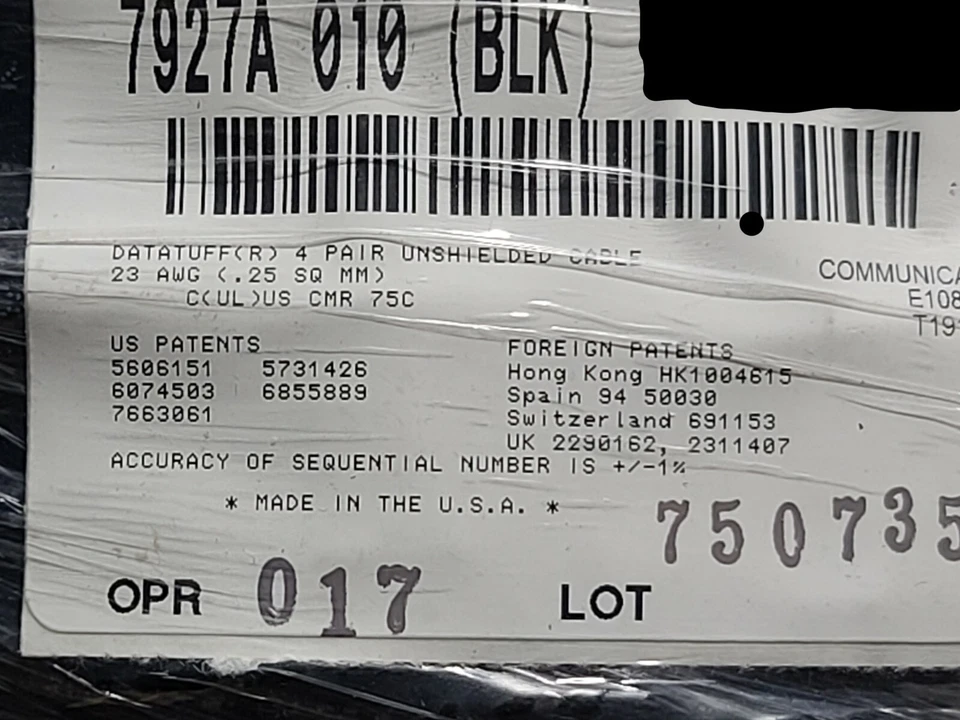 7927A 010 (BLK)
DATATUFF(R) 4 PAIR UNSHIELDED CABLE
23 AWG (.25 SQ MM)
C(UL)US CMR 75C
COMMUNICA
E108
T191
US PATENTS
5606151 5731426
6074503 6855889
7663061
FOREIGN PATENTS
Hong Kong HK1004615
Spain 94 50030
Switzerland 691153
UK 2290162, 2311407
ACCURACY OF SEQUENTIAL NUMBER IS +/-1%
* MADE IN THE U.S.A. *
750735
OPR 017 LOT